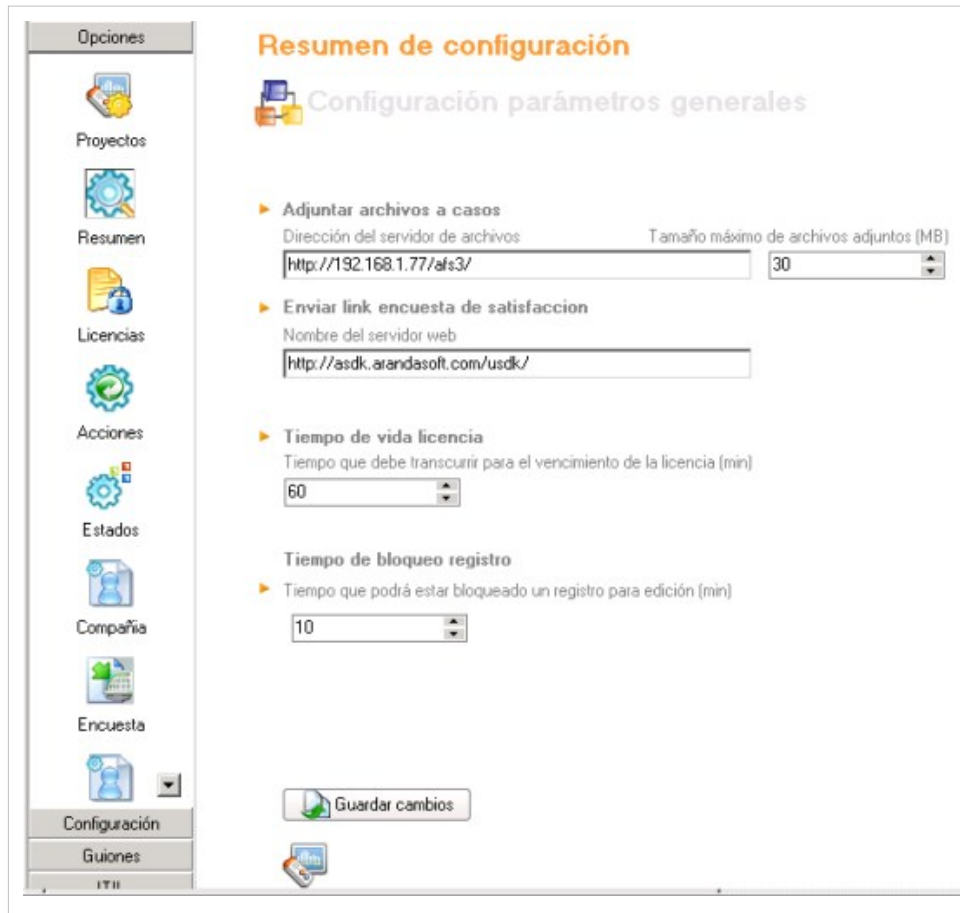 Opciones
Proyectos
Resumen
Licencias
Acciones
Estados
Compañia
Encuesta
Configuración
Guiones
ITIL
Resumen de configuración
Configuración parámetros generales
Adjuntar archivos a casos
Dirección del servidor de archivos
Tamaño máximo de archivos adjuntos (MB)
http://192.168.1.77/afs3/
30
Enviar link encuesta de satisfaccion
Nombre del servidor web
http://asdk.arandasoft.com/usdk/
Tiempo de vida licencia
Tiempo que debe transcurrir para el vencimiento de la licencia (min)
60
Tiempo de bloqueo registro
Tiempo que podrá estar bloqueado un registro para edición (min)
10
Guardar cambios